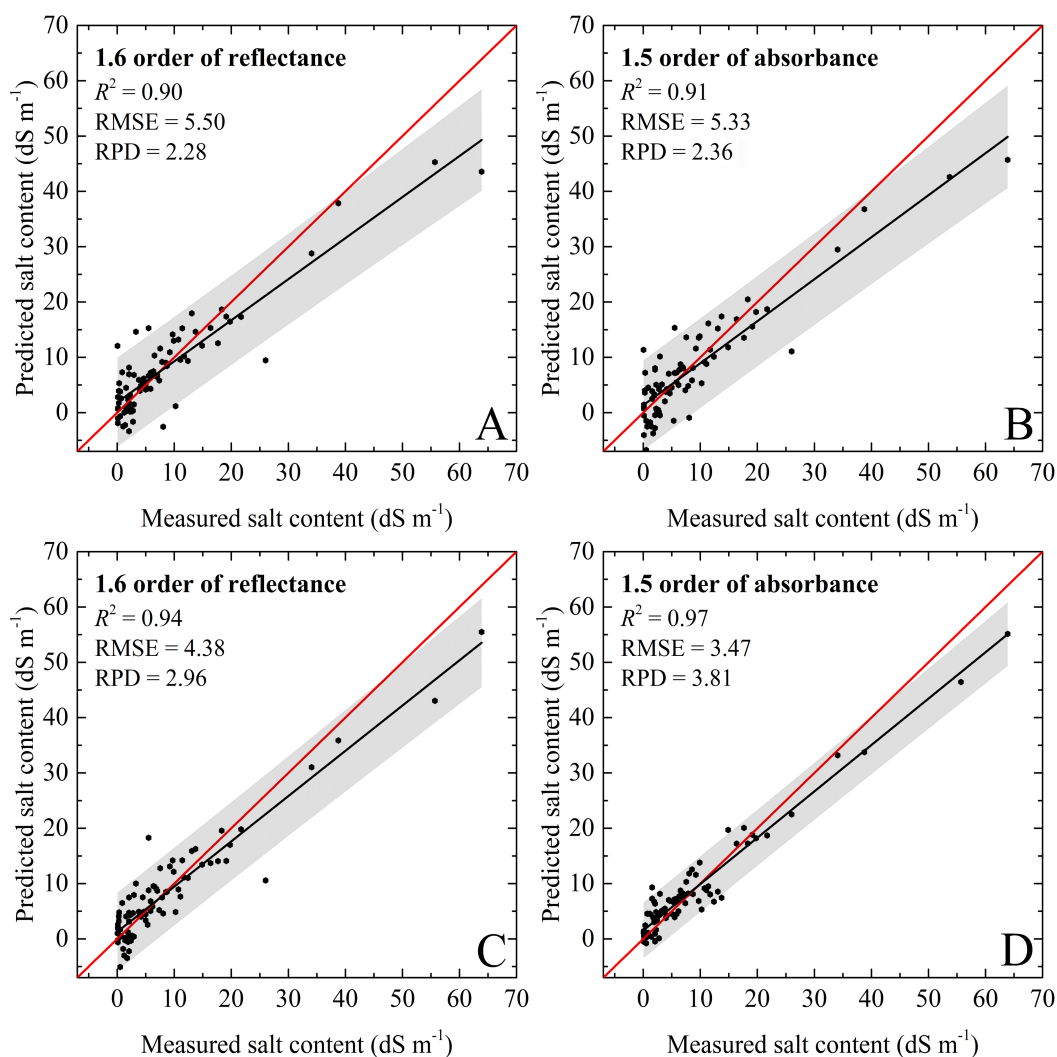 1.6 order of reflectance
R² = 0.90
RMSE = 5.50
RPD = 2.28
A
70
60
50
40
30
20
10
0
Predicted salt content (dS m⁻¹)
0 10 20 30 40 50 60 70
Measured salt content (dS m⁻¹)
1.5 order of absorbance
R² = 0.91
RMSE = 5.33
RPD = 2.36
B
70
60
50
40
30
20
10
0
Predicted salt content (dS m⁻¹)
0 10 20 30 40 50 60 70
Measured salt content (dS m⁻¹)
1.6 order of reflectance
R² = 0.94
RMSE = 4.38
RPD = 2.96
C
70
60
50
40
30
20
10
0
Predicted salt content (dS m⁻¹)
0 10 20 30 40 50 60 70
Measured salt content (dS m⁻¹)
1.5 order of absorbance
R² = 0.97
RMSE = 3.47
RPD = 3.81
D
70
60
50
40
30
20
10
0
Predicted salt content (dS m⁻¹)
0 10 20 30 40 50 60 70
Measured salt content (dS m⁻¹)